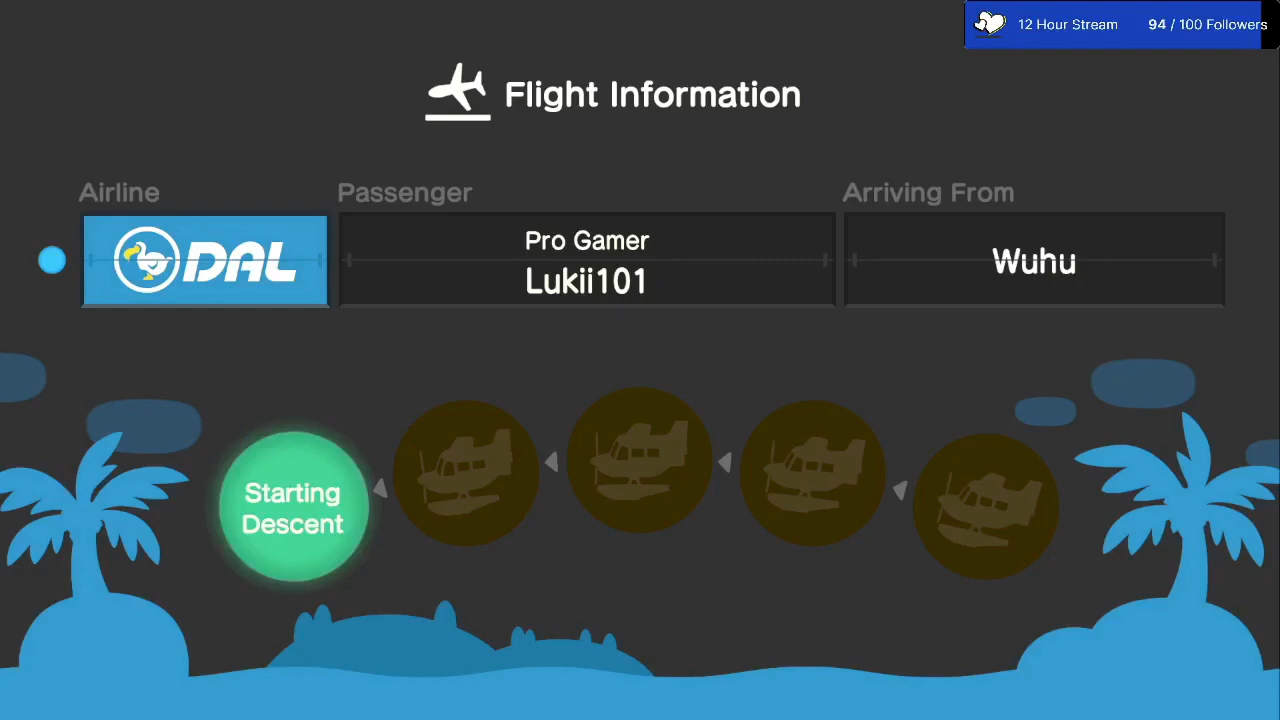 12 Hour Stream 94 / 100 Followers
Flight Information
Airline Passenger Arriving From
DAL
Pro Gamer
Lukii101
Wuhu
Starting
Descent